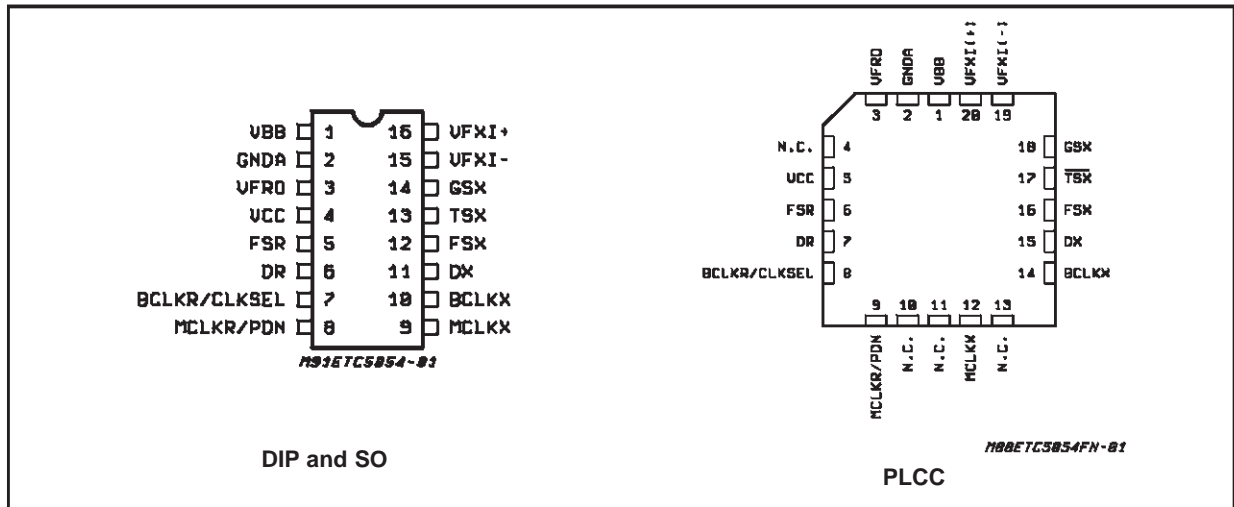 VBB 1 16 VFXI+
GNDA 2 15 VFXI-
VFRO 3 14 GSX
VCC 4 13 TSX
FSR 5 12 FSX
DR 6 11 DX
BCLKR/CLKSEL 7 10 BCLKX
MCLKR/PDN 8 9 MCLKX
M91ETC5054-01
DIP and SO
VFRO GNDA VBB VFXI(+) VFXI(-)
3 2 1 20 19
N.C. 4 18 GSX
VCC 5 17 TSX
FSR 6 16 FSX
DR 7 15 DX
BCLKR/CLKSEL 8 14 BCLKX
9 10 11 12 13
MCLKR/PDN N.C. N.C. MCLKX N.C.
M88ETC5054FN-01
PLCC